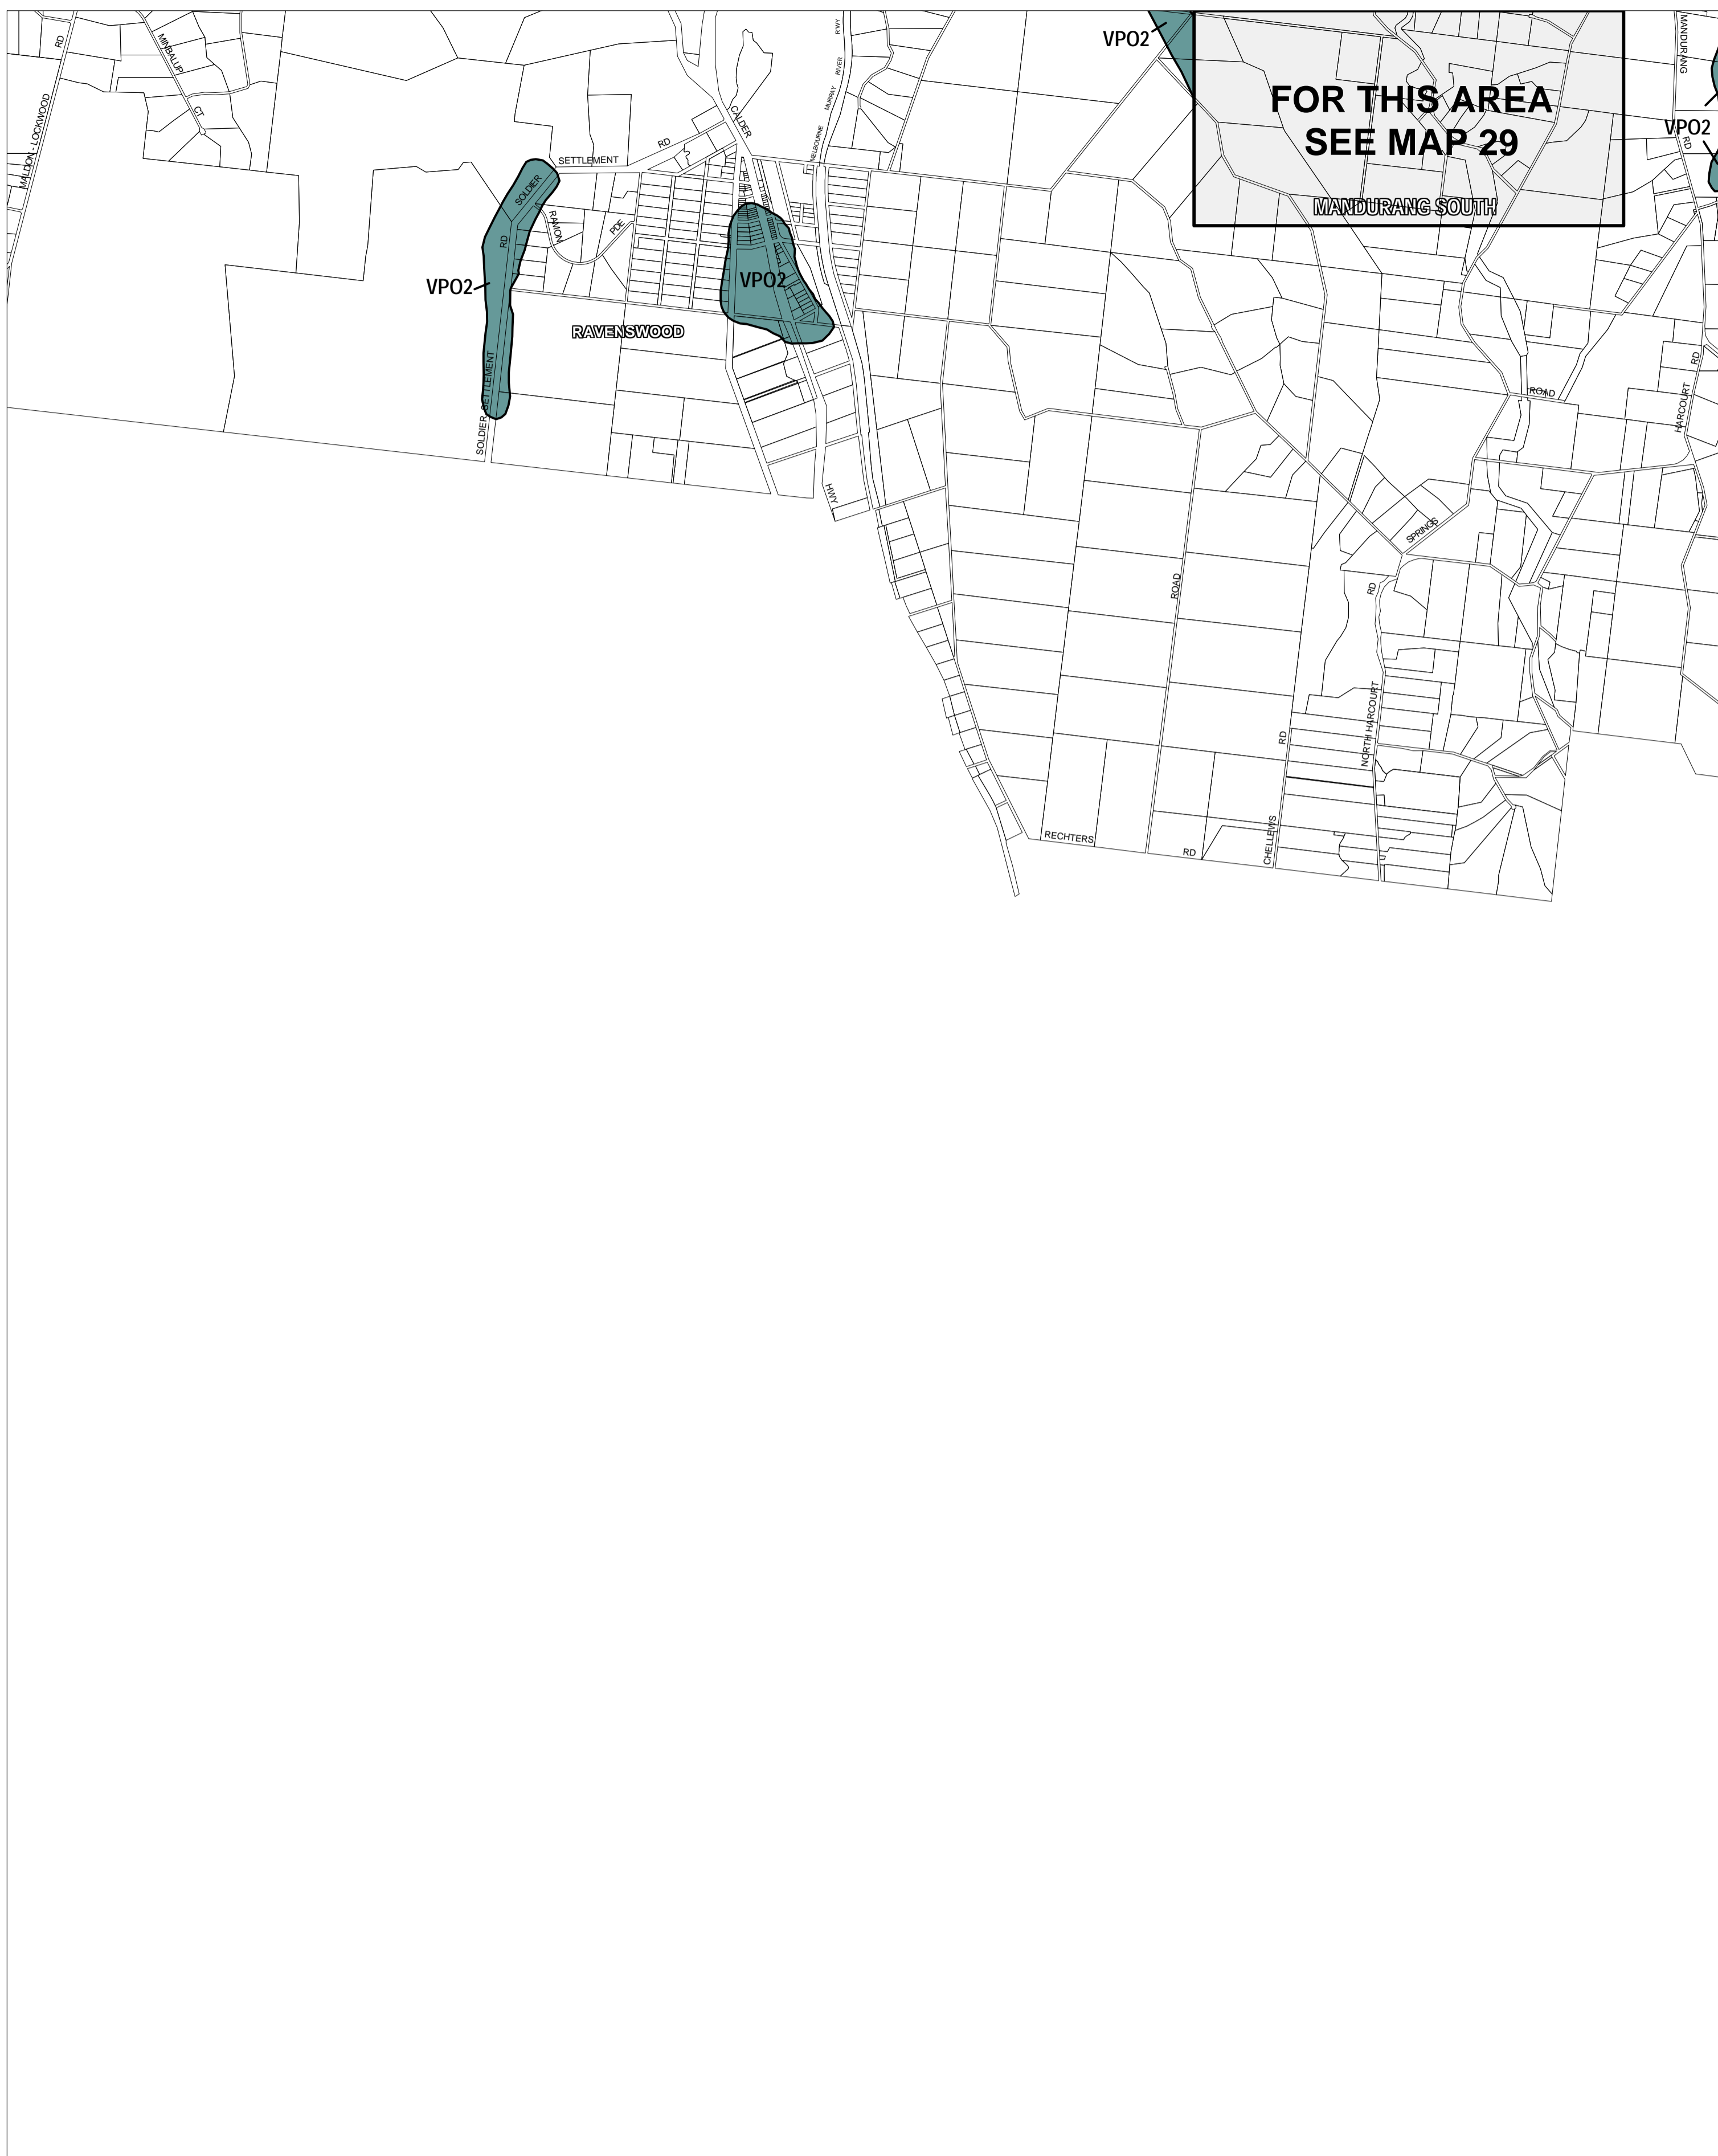 RD
MINBALUP
CT
MALDON - LOCKWOOD
CALDER
R'WY
RIVER
MURRAY
MELBOURNE
VPO2
FOR THIS AREA
SEE MAP 29
MANDURANG SOUTH
MANDURANG
VPO2
RD
SETTLEMENT
RD
SOLDIER
RAMON
PDE
RD
VPO2
VPO2
RAVENSWOOD
SOLDIER SETTLEMENT
HWY
ROAD
HARCOURT
RD
SPRINGS
ROAD
RD
NORTH HARCOURT
RD
CHELLEWS
RECHTERS
RD